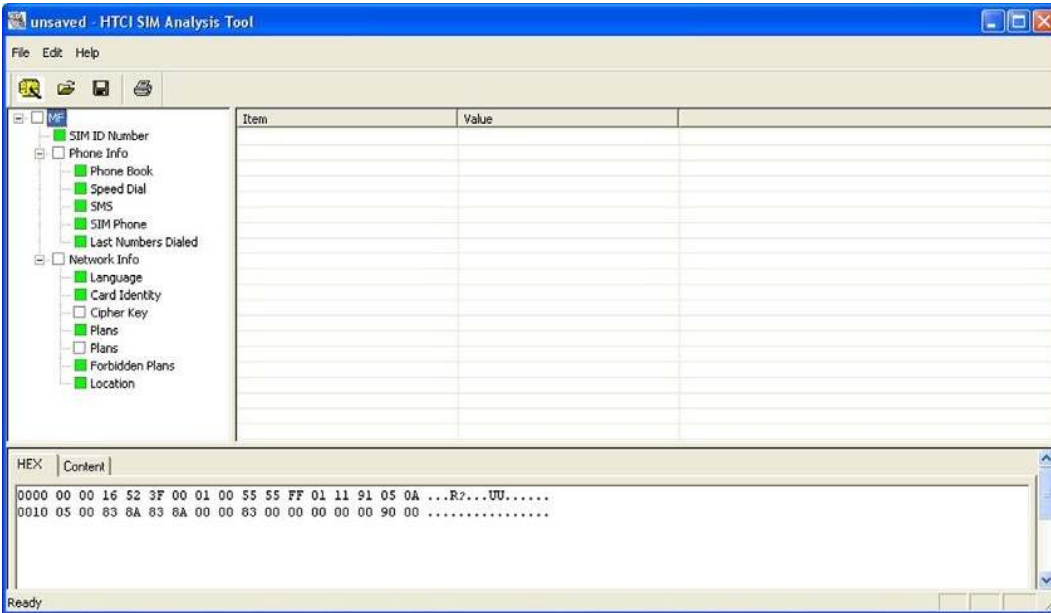 unsaved - HTCI SIM Analysis Tool
File Edit Help
MF
SIM ID Number
Phone Info
Phone Book
Speed Dial
SMS
SIM Phone
Last Numbers Dialed
Network Info
Language
Card Identity
Cipher Key
Plans
Plans
Forbidden Plans
Location
Item Value
HEX Content
0000 00 00 16 52 3F 00 01 00 55 55 FF 01 11 91 05 0A ...R?...UU......
0010 05 00 83 8A 83 8A 00 00 83 00 00 00 00 00 90 00 ................
Ready